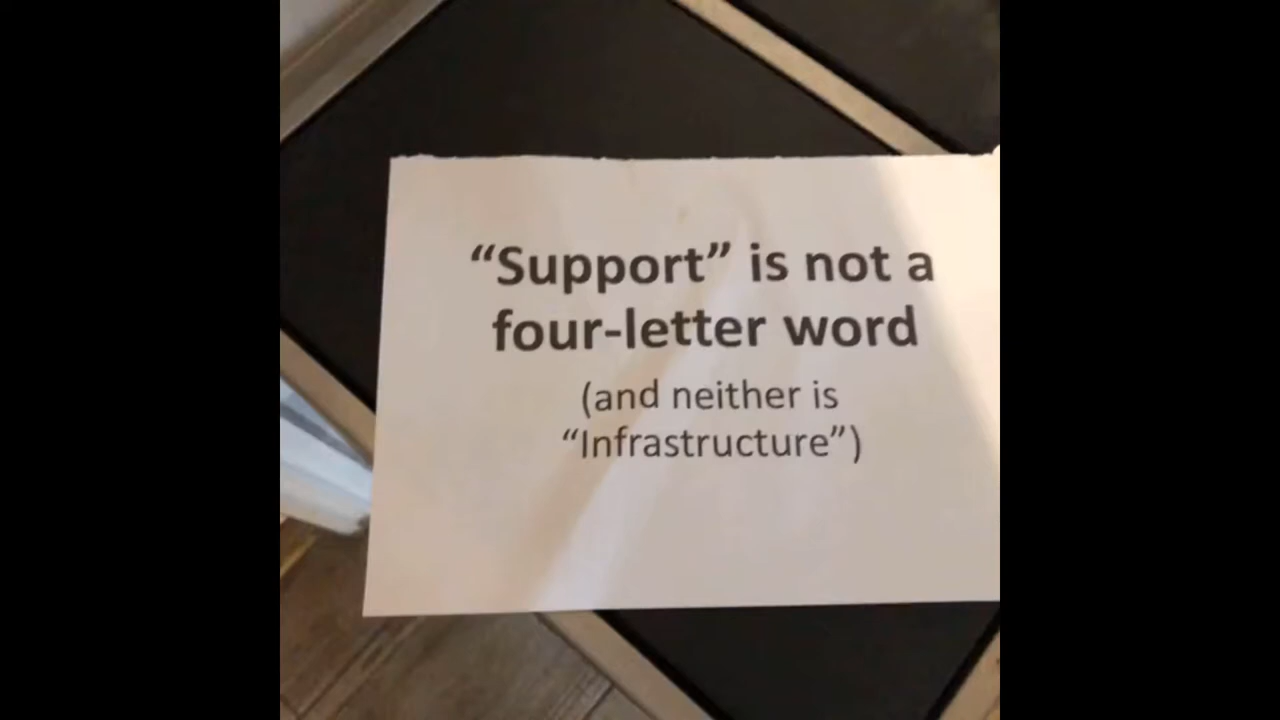 “Support” is not a
four-letter word
(and neither is
“Infrastructure”)